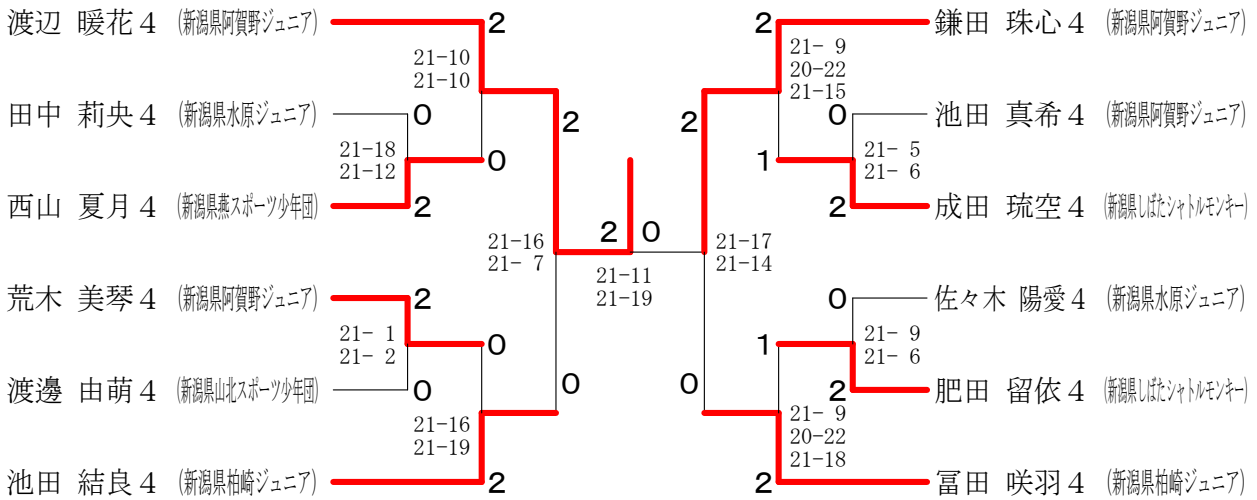 渡辺 暖花４ (新潟県阿賀野ジュニア) 2
21-10
21-10
田中 莉央４ (新潟県水原ジュニア) 0
21-18
21-12
0
西山 夏月４ (新潟県燕スポーツ少年団) 2
2
21-16
21- 7
荒木 美琴４ (新潟県阿賀野ジュニア) 2
21- 1
21- 2
0
渡邊 由萌４ (新潟県山北スポーツ少年団) 0
0
21-16
21-19
池田 結良４ (新潟県柏崎ジュニア) 2
2 0
21-11
21-19
2 鎌田 珠心４ (新潟県阿賀野ジュニア)
21- 9
20-22
21-15
2
0 池田 真希４ (新潟県阿賀野ジュニア)
21- 5
21- 6
1
2 成田 琉空４ (新潟県しばたシャトルモンキー)
21-17
21-14
0 佐々木 陽愛４ (新潟県水原ジュニア)
21- 9
21- 6
1
2 肥田 留依４ (新潟県しばたシャトルモンキー)
0
21- 9
20-22
21-18
2 冨田 咲羽４ (新潟県柏崎ジュニア)